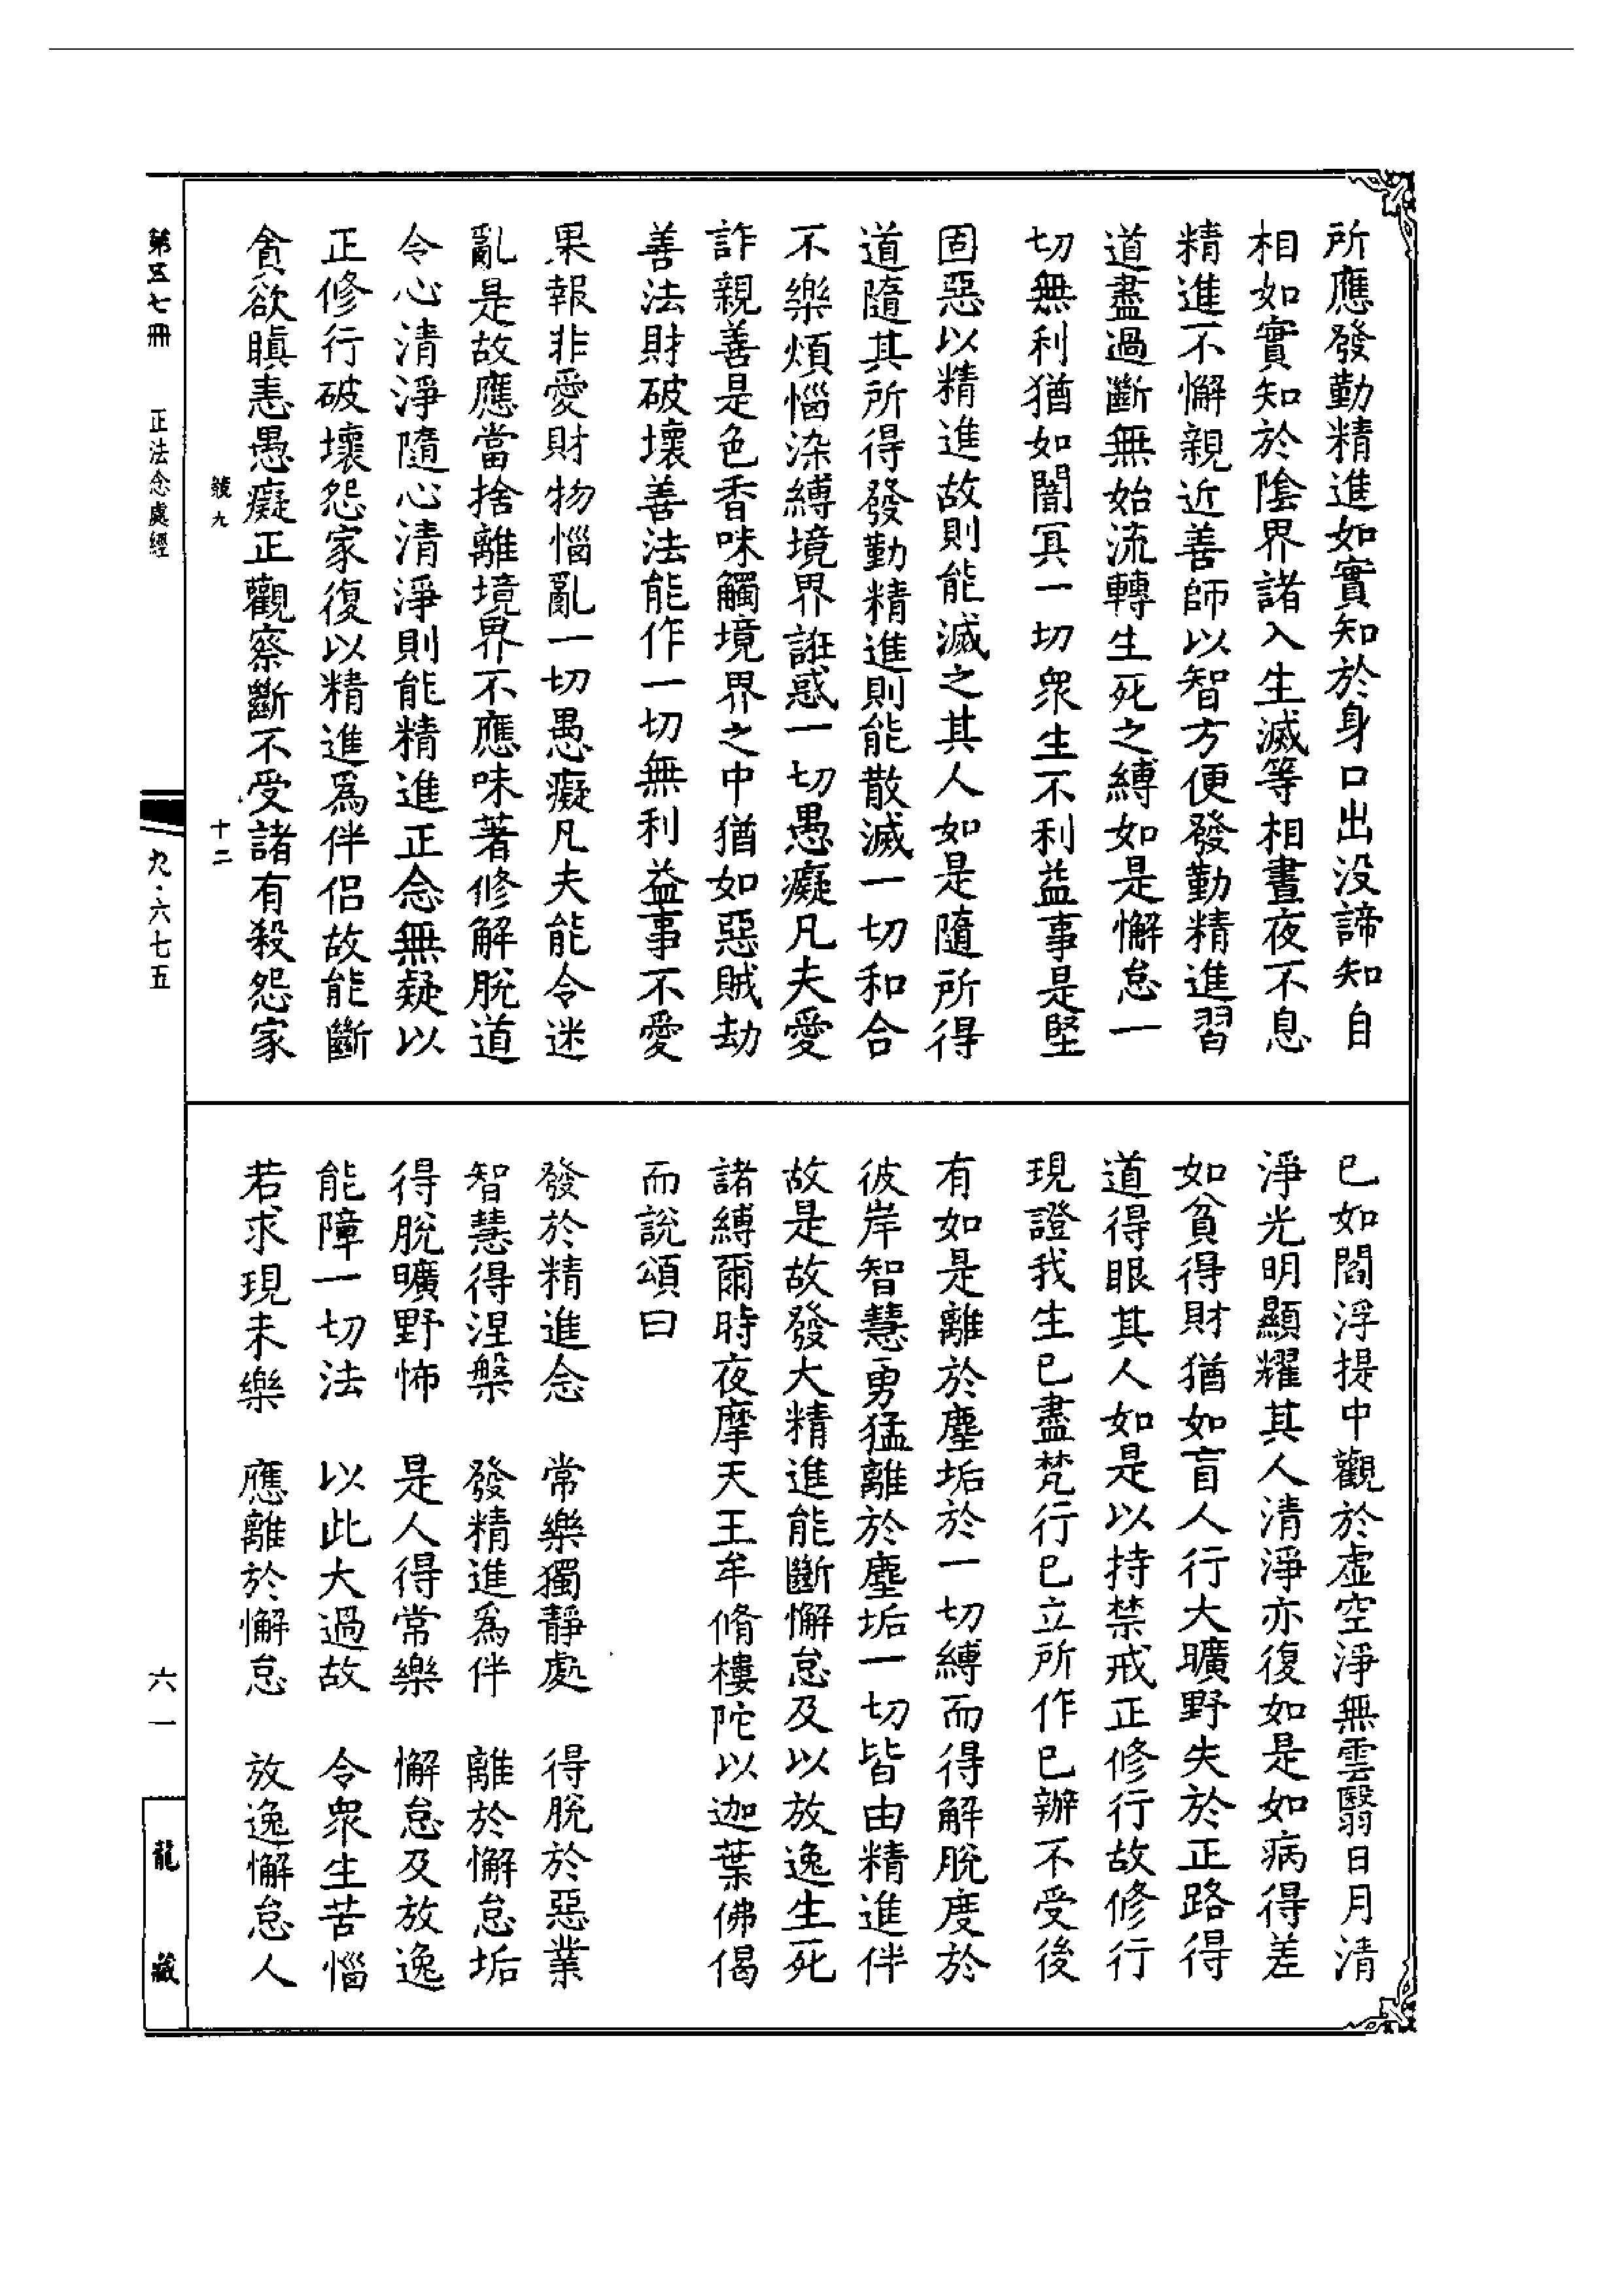 所應發勤精進如實知於身口出没諦知自
相如實知於陰界諸入生滅等相晝夜不息
精進不懈親近善師以智方便發勤精進習
道盡過斷無始流轉生死之縛如是懈怠一
切無利猶如闇冥一切衆生不利益事是堅
固惡以精進故則能滅之其人如是隨所得
道隨其所得發勤精進則能散滅一切和合
不樂煩惱染縛境界誑惑一切愚癡凡夫愛
詐親善是色香味觸境界之中猶如惡賊劫
善法財破壞善法能作一切無利益事不愛
果報非愛財物惱亂一切愚癡凡夫能令迷
亂是故應當捨離境界不應味著修解脫道
令心清淨隨心清淨則能精進正念無疑以
正修行破壞怨家復以精進爲伴侣故能斷
貪欲瞋恚愚癡正觀察斷不受諸有殺怨家
號九 十二
已如閻浮提中觀於虛空淨無雲翳日月清
淨光明顯耀其人清淨亦復如是如病得差
如貧得財猶如盲人行大曠野失於正路得
道得眼其人如是以持禁戒正修行故修行
現證我生已盡梵行已立所作已辦不受後
有如是離於塵垢於一切縛而得解脫度於
彼岸智慧勇猛離於塵垢一切皆由精進伴
故是故發大精進能斷懈怠及以放逸生死
諸縛爾時夜摩天王牟脩樓陀以迦葉佛偈
而說頌曰
發於精進念 常樂獨靜處 得脫於惡業
智慧得涅槃 發精進爲伴 離於懈怠垢
得脫曠野怖 是人得常樂 懈怠及放逸
能障一切法 以此大過故 令衆生苦惱
若求現未樂 應離於懈怠 放逸懈怠人
第五七冊 正法念處經 九·六七五 六一 龍藏